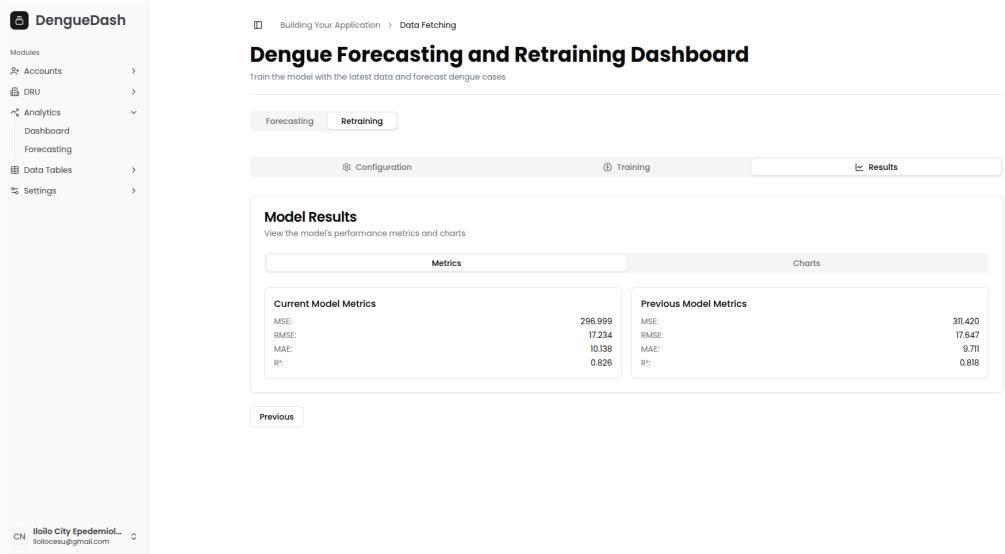 DengueDash
Modules
Accounts
DRU
Analytics
Dashboard
Forecasting
Data Tables
Settings
CN
Iloilo City Epedemiol...
iloilocesu@gmail.com
Building Your Application > Data Fetching
Dengue Forecasting and Retraining Dashboard
Train the model with the latest data and forecast dengue cases
Forecasting Retraining
Configuration Training Results
Model Results
View the model's performance metrics and charts
Metrics Charts
Current Model Metrics
MSE: 296.999
RMSE: 17.234
MAE: 10.138
R²: 0.826
Previous Model Metrics
MSE: 311.420
RMSE: 17.647
MAE: 9.711
R²: 0.818
Previous